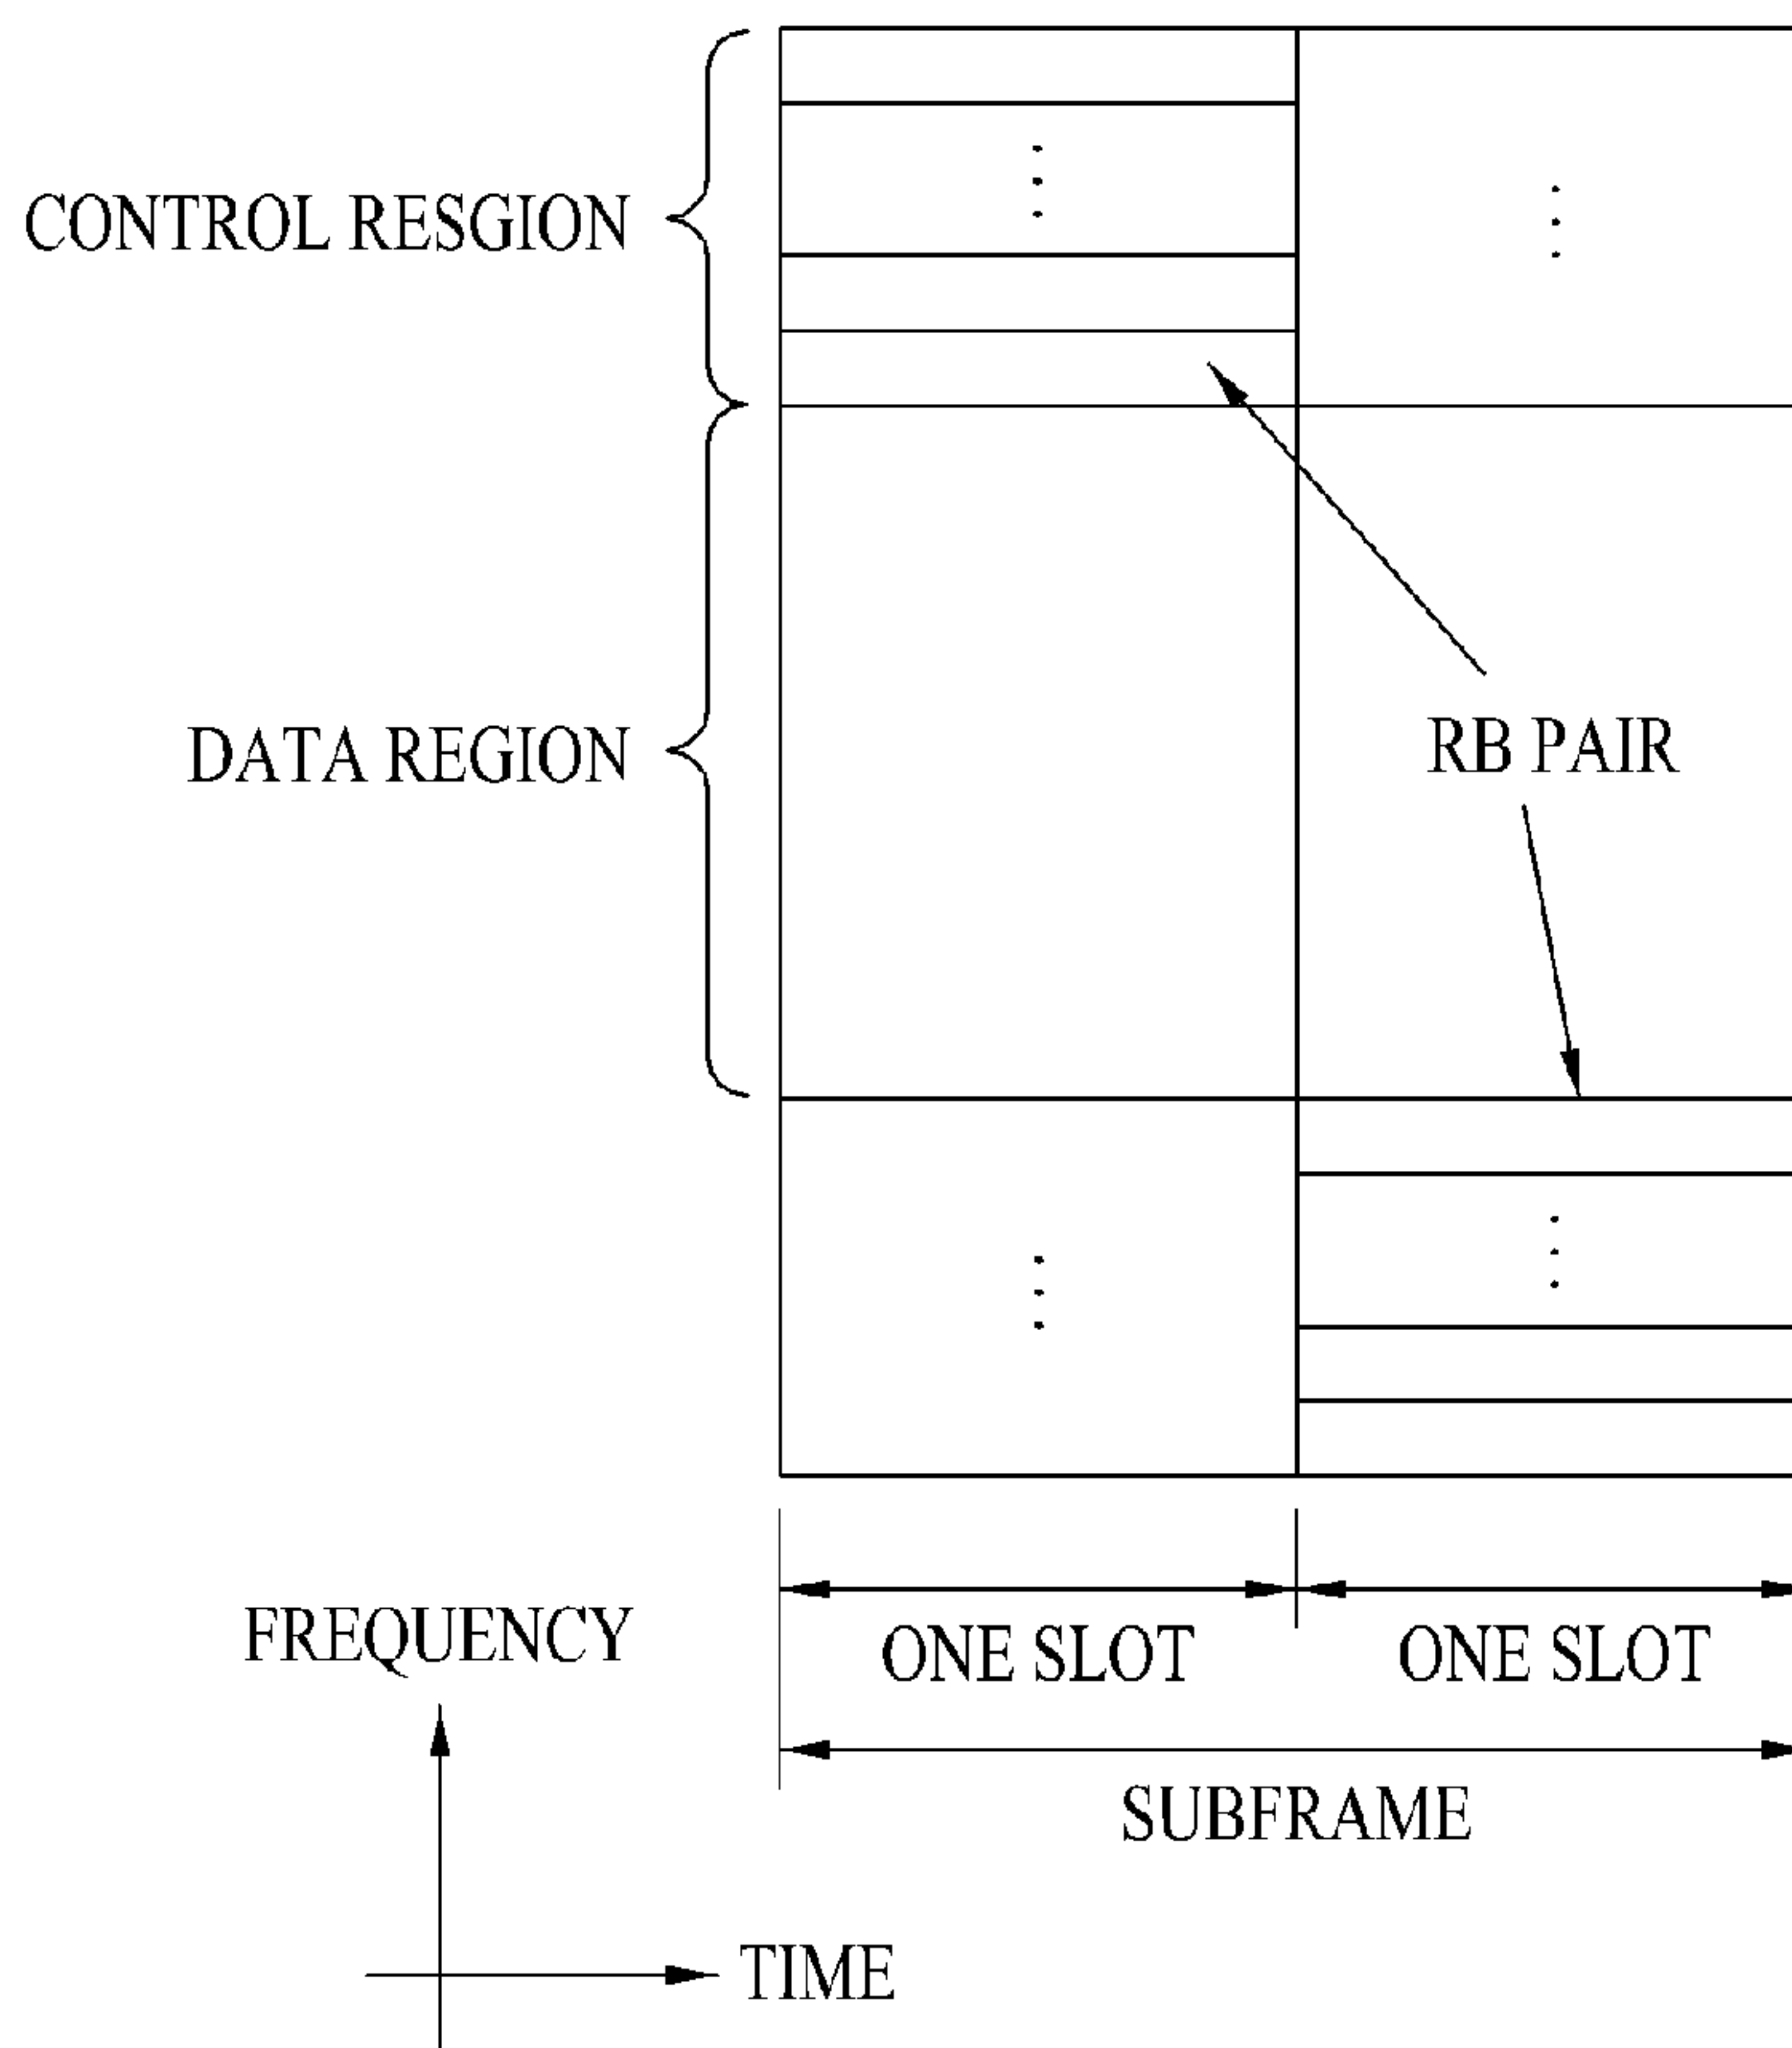 CONTROL RESGION
DATA REGION
RB PAIR
FREQUENCY
ONE SLOT
ONE SLOT
SUBFRAME
TIME